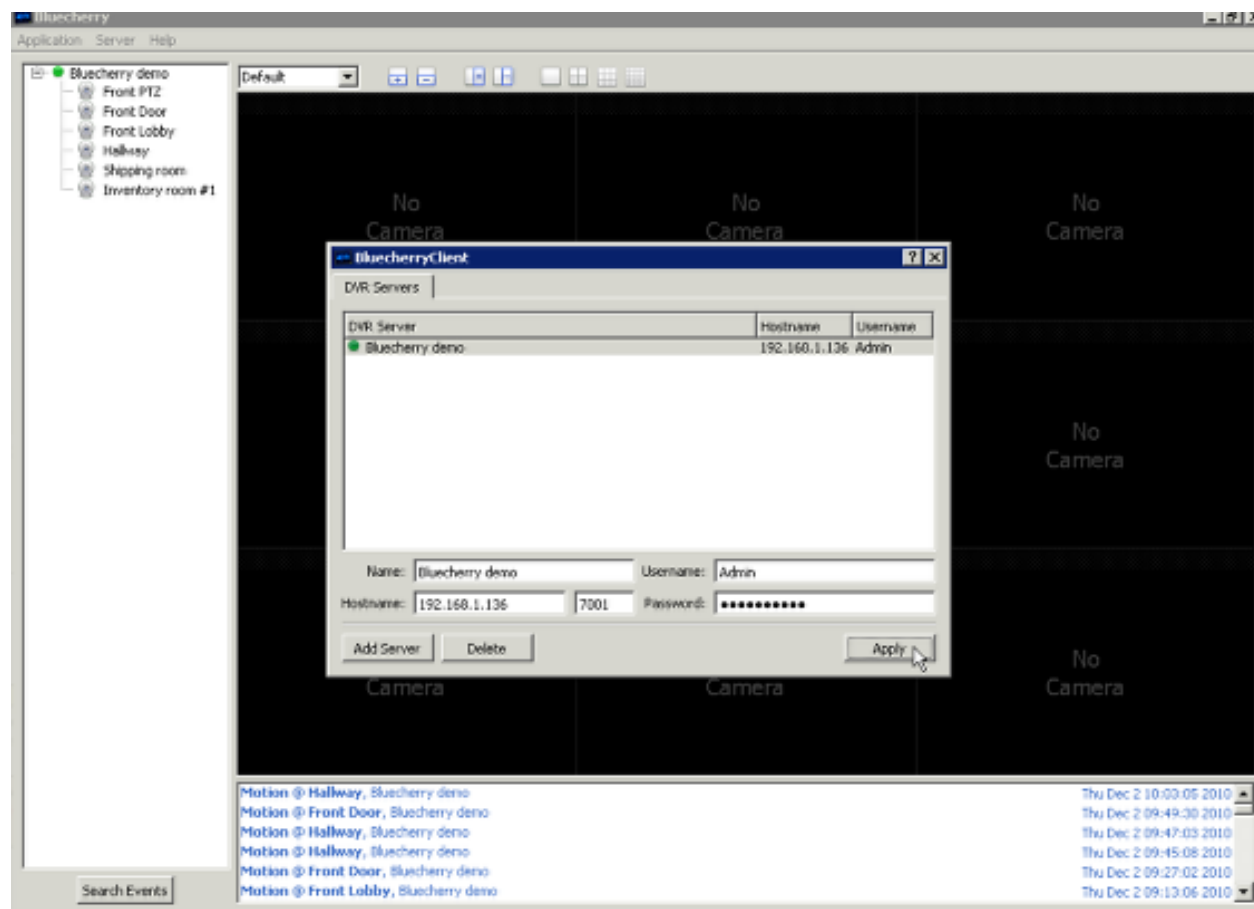 Bluecherry
Application Server Help
Bluecherry demo
Front PTZ
Front Door
Front Lobby
Hallway
Shipping room
Inventory room #1
Search Events
Default
No
Camera
No
Camera
No
Camera
No
Camera
Camera
Camera
No
Camera
BluecherryClient
DVR Servers
DVR Server Hostname Username
Bluecherry demo 192.168.1.136 Admin
Name: Bluecherry demo Username: Admin
Hostname: 192.168.1.136 7001 Password: ●●●●●●●●●●
Add Server Delete Apply
Motion @ Hallway, Bluecherry demo Thu Dec 2 10:03:05 2010
Motion @ Front Door, Bluecherry demo Thu Dec 2 09:49:30 2010
Motion @ Hallway, Bluecherry demo Thu Dec 2 09:47:03 2010
Motion @ Hallway, Bluecherry demo Thu Dec 2 09:45:08 2010
Motion @ Front Door, Bluecherry demo Thu Dec 2 09:27:02 2010
Motion @ Front Lobby, Bluecherry demo Thu Dec 2 09:13:06 2010